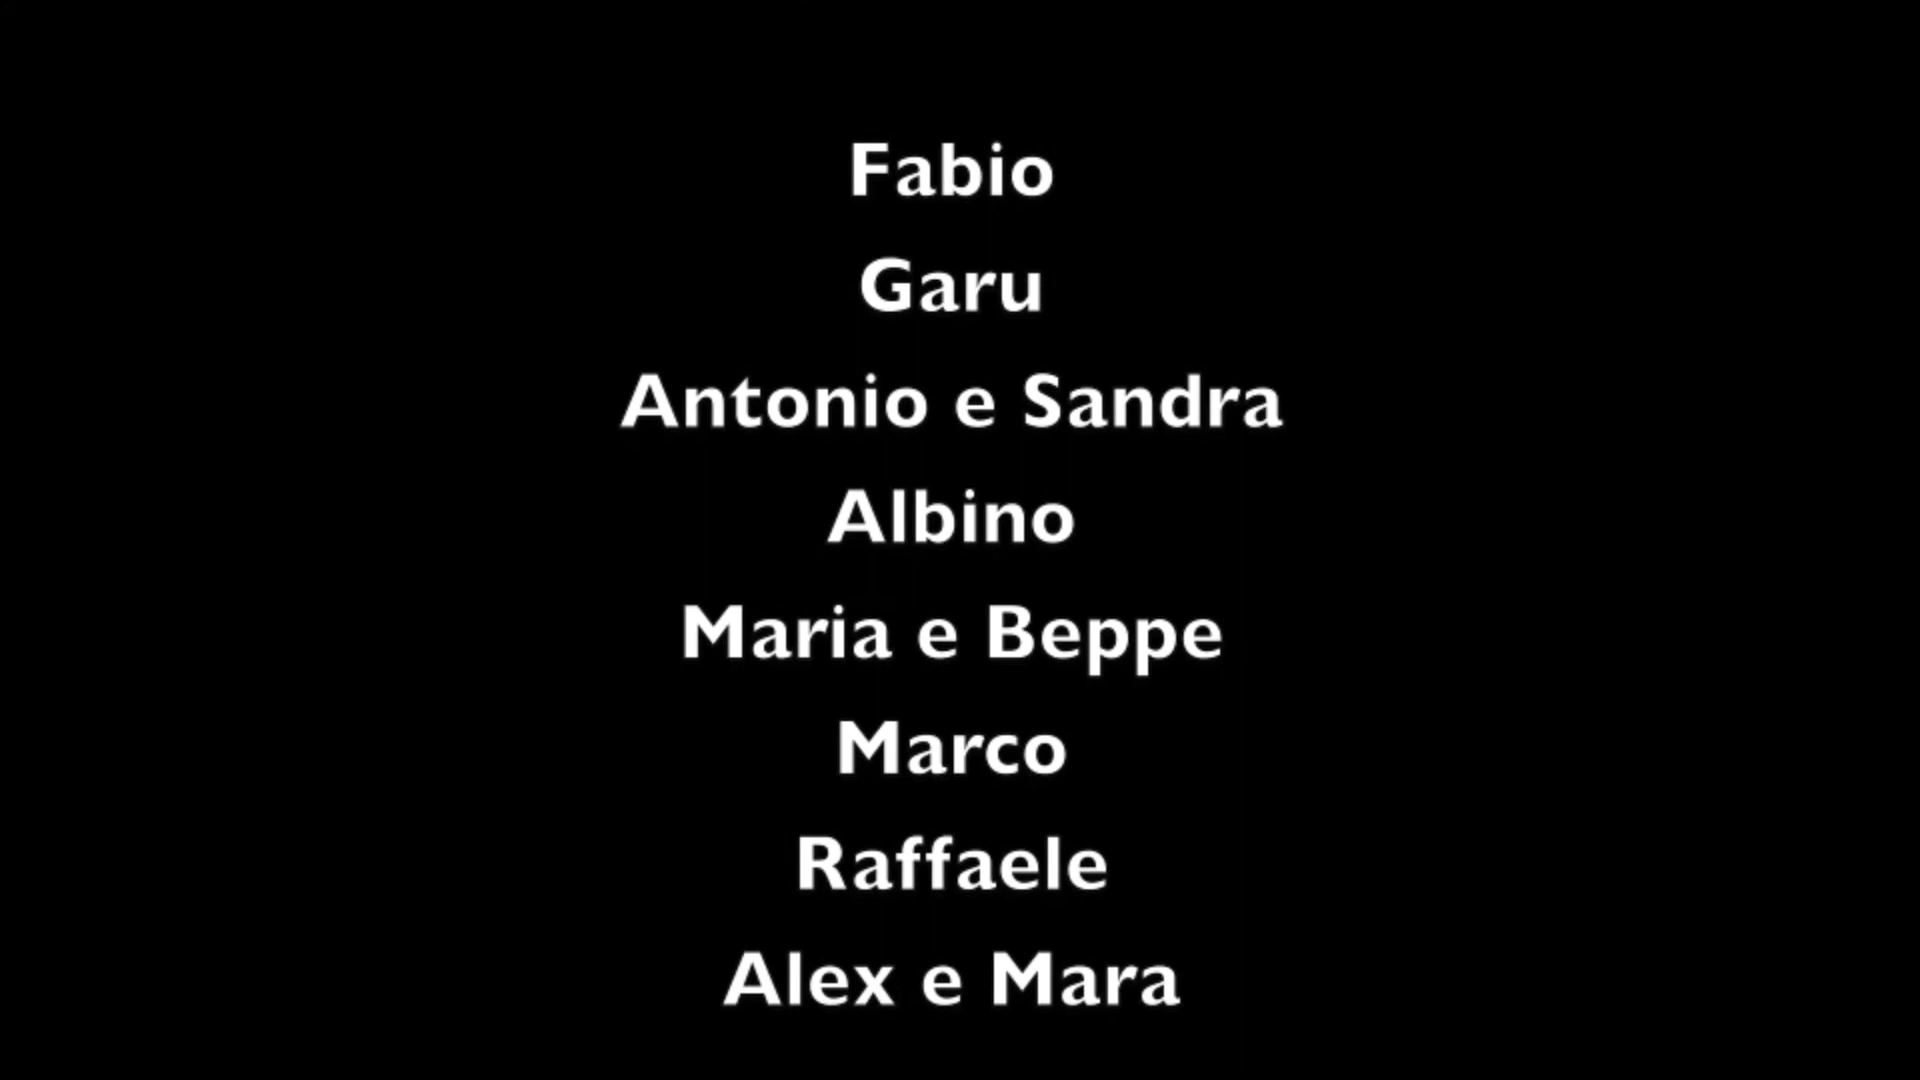 Fabio
Garu
Antonio e Sandra
Albino
Maria e Beppe
Marco
Raffaele
Alex e Mara